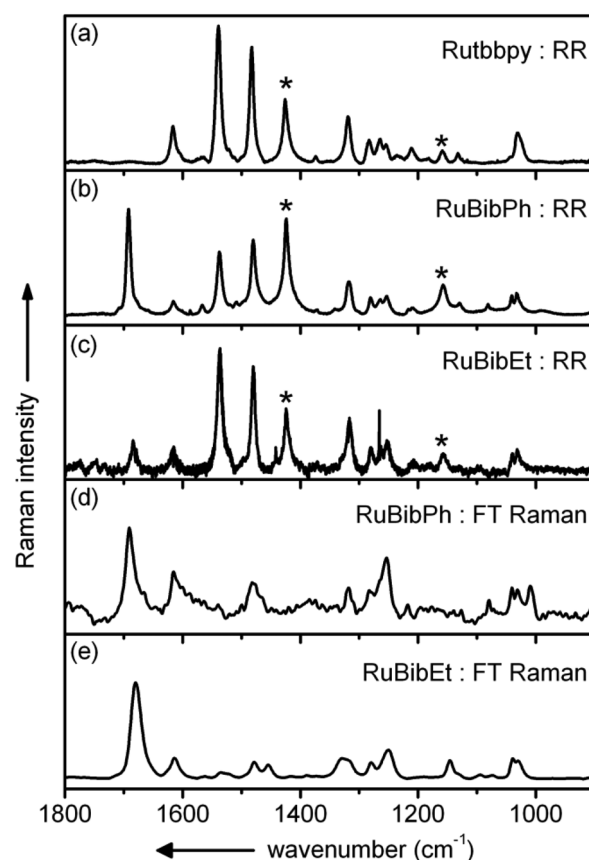 (a)
Rutbbpy : RR
*
*
(b)
RuBibPh : RR
*
*
(c)
RuBibEt : RR
*
*
(d)
RuBibPh : FT Raman
(e)
RuBibEt : FT Raman
Raman intensity
1800 1600 1400 1200 1000
wavenumber (cm⁻¹)